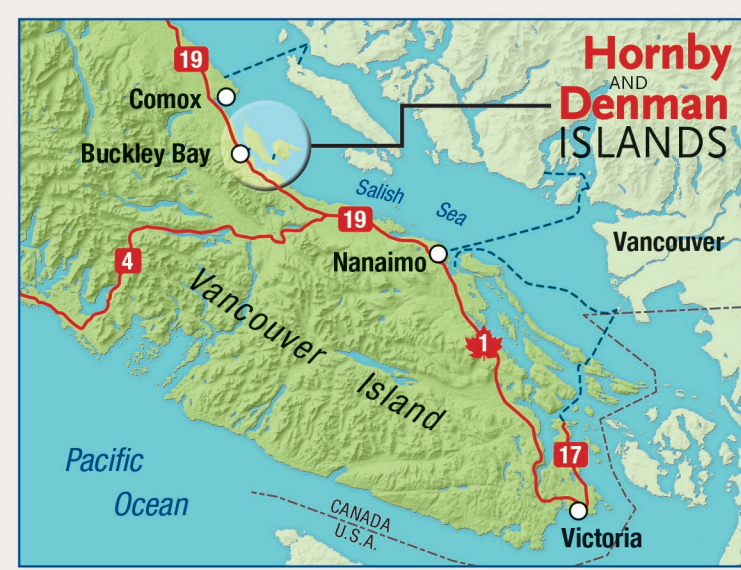 Hornby
AND
Denman
ISLANDS
19
Comox
Buckley Bay
Salish
Sea
19
Vancouver
4
Nanaimo
Vancouver
Island
1
Pacific
Ocean
17
CANADA
U.S.A.
Victoria